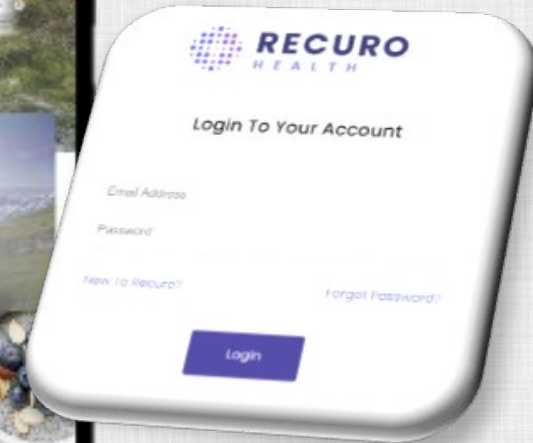 RECURO
HEALTH
Login To Your Account
Email Address
Password
New To Recuro?
Forgot Password?
Login